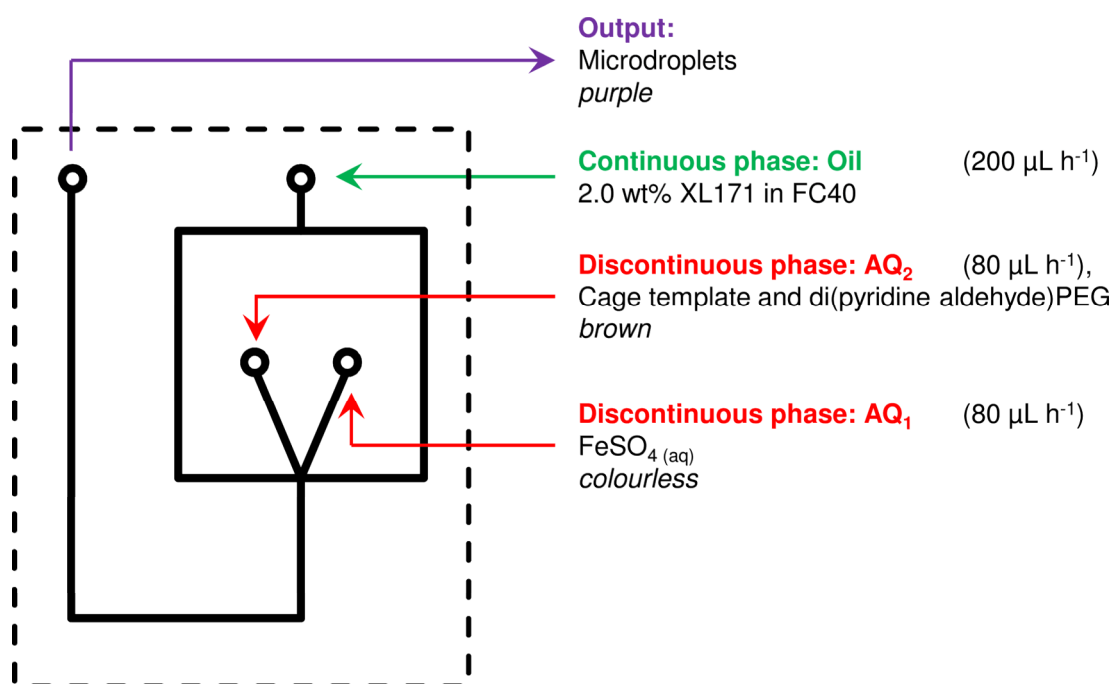 Output:
Microdroplets
purple
Continuous phase: Oil (200 µL h⁻¹)
2.0 wt% XL171 in FC40
Discontinuous phase: AQ₂ (80 µL h⁻¹),
Cage template and di(pyridine aldehyde)PEG
brown
Discontinuous phase: AQ₁ (80 µL h⁻¹)
FeSO₄ ₍aq₎
colourless